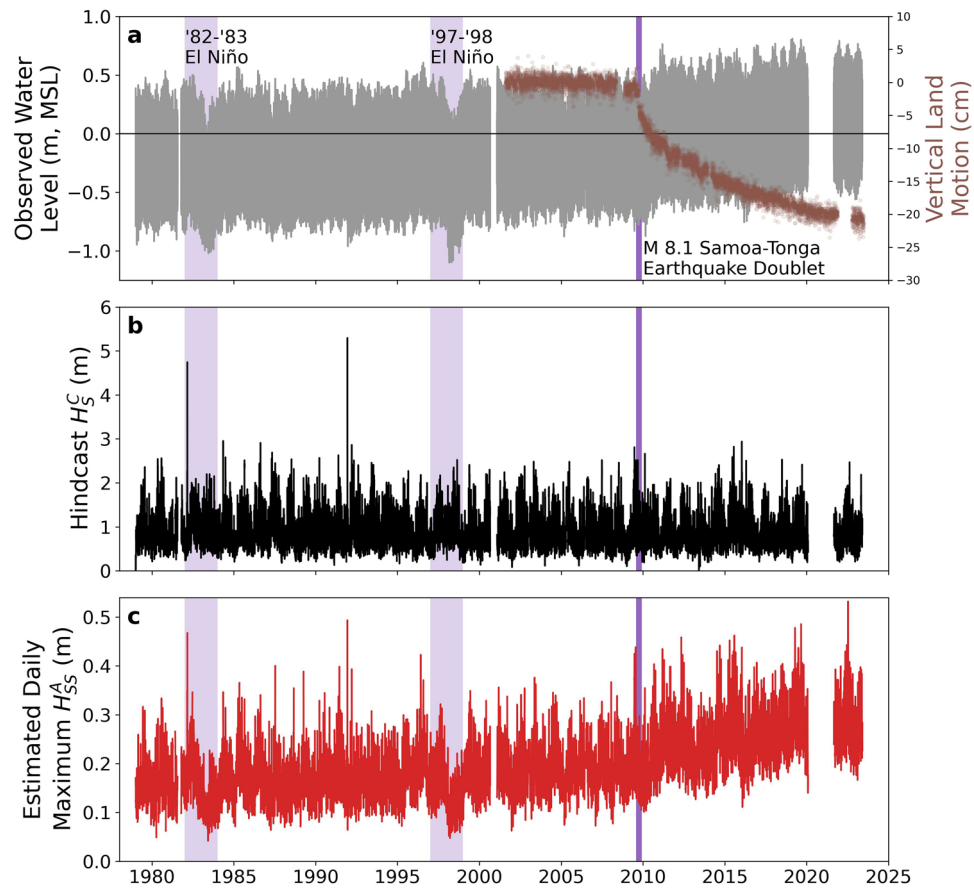 a
'82-'83
El Niño
'97-'98
El Niño
M 8.1 Samoa-Tonga
Earthquake Doublet
Observed Water
Level (m, MSL)
1.0
0.5
0.0
−0.5
−1.0
10
5
0
−5
−10
−15
−20
−25
−30
Vertical Land
Motion (cm)
b
Hindcast H_S^C (m)
6
5
4
3
2
1
0
c
Estimated Daily
Maximum H_SS^A (m)
0.5
0.4
0.3
0.2
0.1
0.0
1980 1985 1990 1995 2000 2005 2010 2015 2020 2025